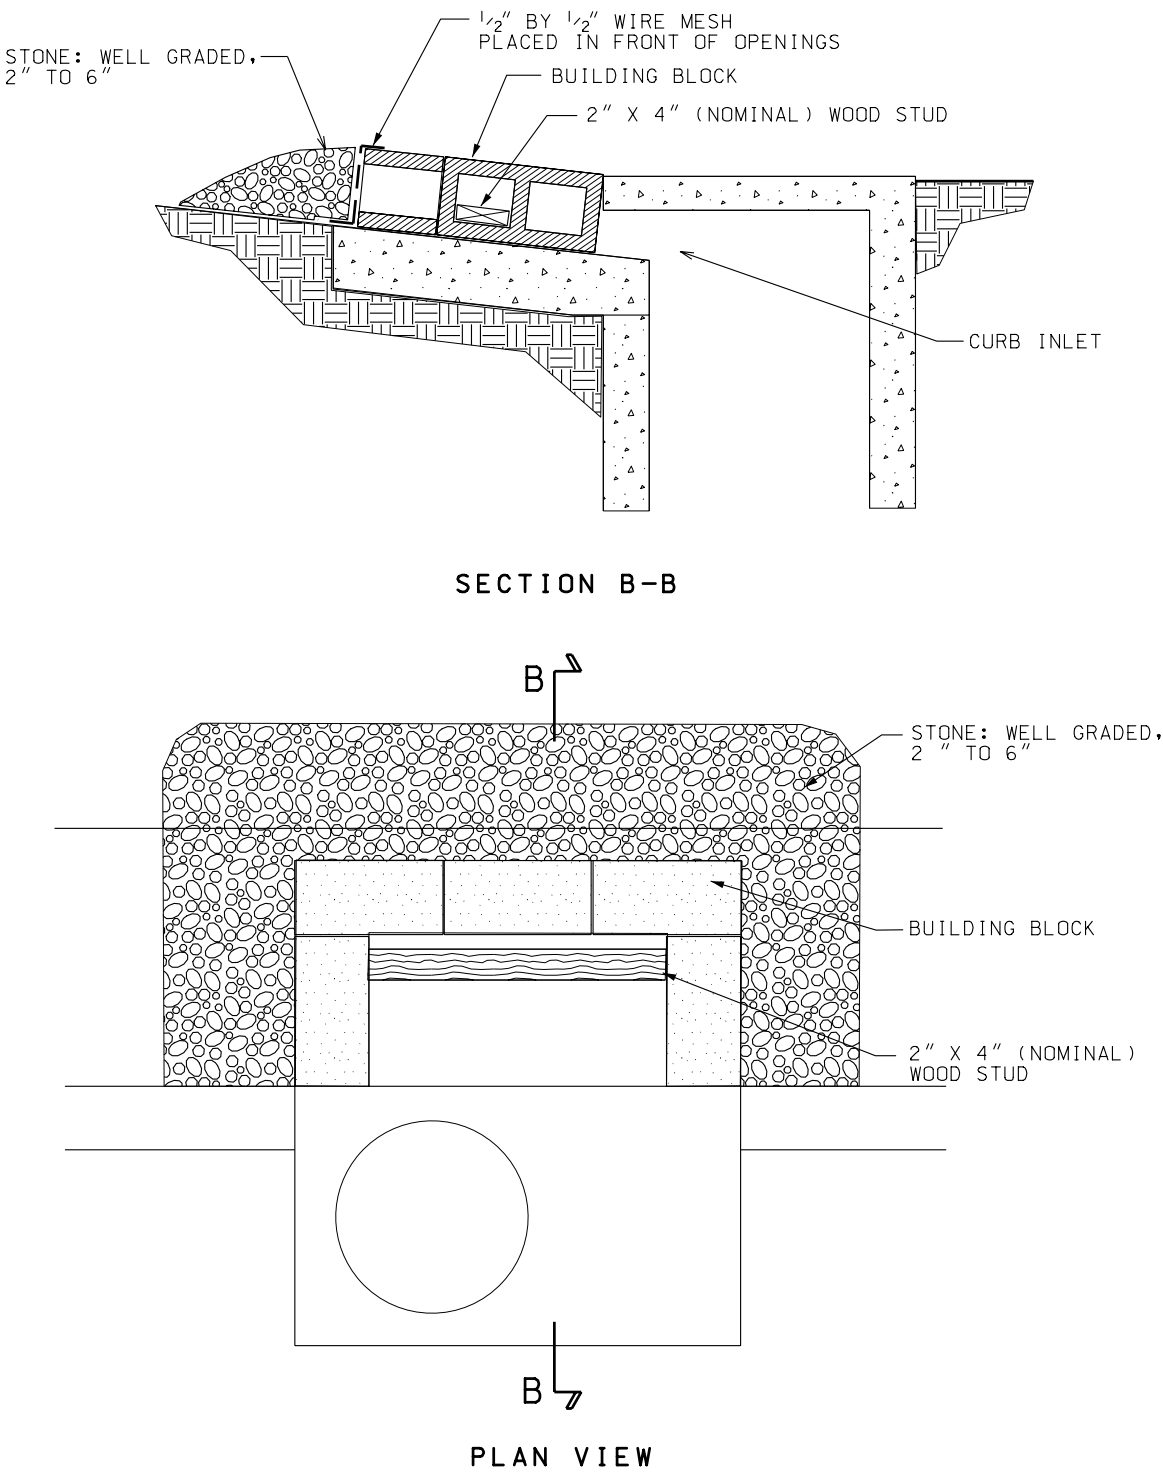 ½" BY ½" WIRE MESH
PLACED IN FRONT OF OPENINGS
STONE: WELL GRADED,
2" TO 6"
BUILDING BLOCK
2" X 4" (NOMINAL) WOOD STUD
CURB INLET
SECTION B-B
B
STONE: WELL GRADED,
2 " TO 6"
BUILDING BLOCK
2" X 4" (NOMINAL)
WOOD STUD
B
PLAN VIEW